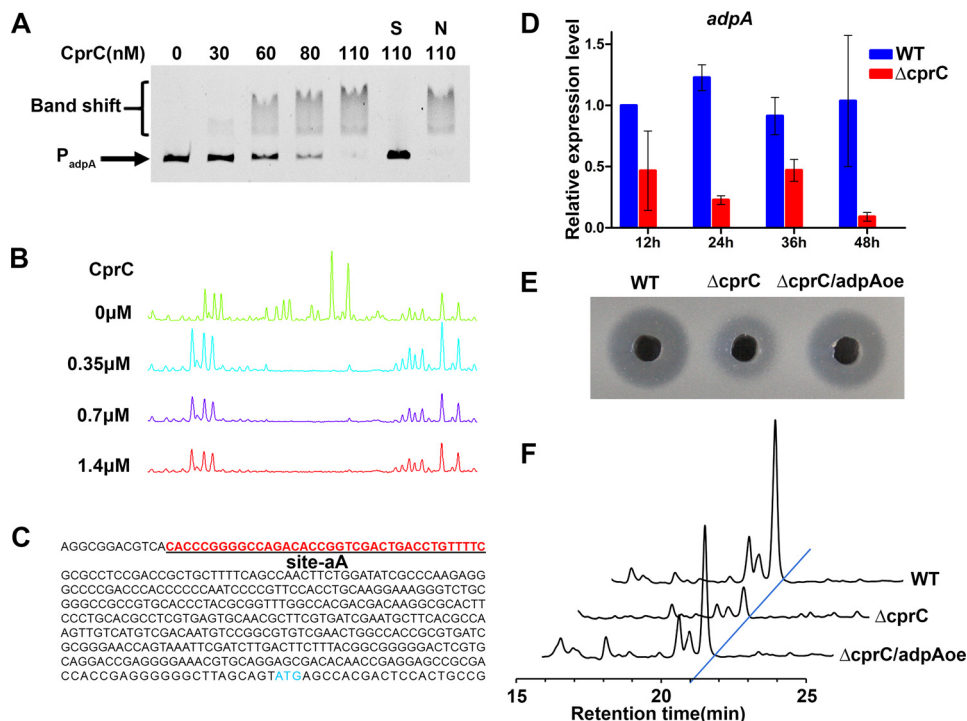 A
S N
CprC(nM) 0 30 60 80 110 110 110
Band shift
PadpA
B
CprC
0μM
0.35μM
0.7μM
1.4μM
C
AGGCGGACGTCACACCCGGGGCCAGACACCGGTCGACTGACCTGTTTTC
site-aA
GCGCCTCCGACCGCTGCTTTTCAGCCAACTTCTGGATATCGCCCAAGAGG
GCCCCGACCCACCCCCCAATCCCCGTTCCACCTGCAAGGAAAGGGTCTGC
GGGCCGCCGTGCACCCTACGCGGTTTGGCCACGACGACAAGGCGCACTT
CCCTGCACGCCTCGTGAGTGCAACGCTTCGTGATCGAATGCTTCACGCCA
AGTTGTCATGTCGACAATGTCCGGCGTGTCGAACTGGCCACCGCGTGATC
GCGGGAACCAGTAAATTCGATCTTGACTTCTTTACGGCGGGGGACTCGTG
CAGGACCGAGGGGAAACGTGCAGGAGCGACACAACGAGGAGCCGCGA
CCACCGAGGGGGGGCTTAGCAGTATGAGCCACGACTCCACTGCCG
D
adpA
Relative expression level
1.5
1.0
0.5
0.0
12h 24h 36h 48h
WT
ΔcprC
E
WT ΔcprC ΔcprC/adpAoe
F
WT
ΔcprC
ΔcprC/adpAoe
15 20 25
Retention time(min)